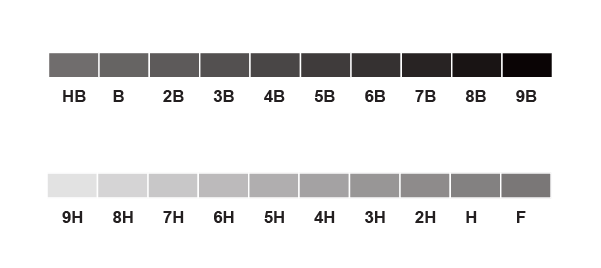 HB B 2B 3B 4B 5B 6B 7B 8B 9B
9H 8H 7H 6H 5H 4H 3H 2H H F